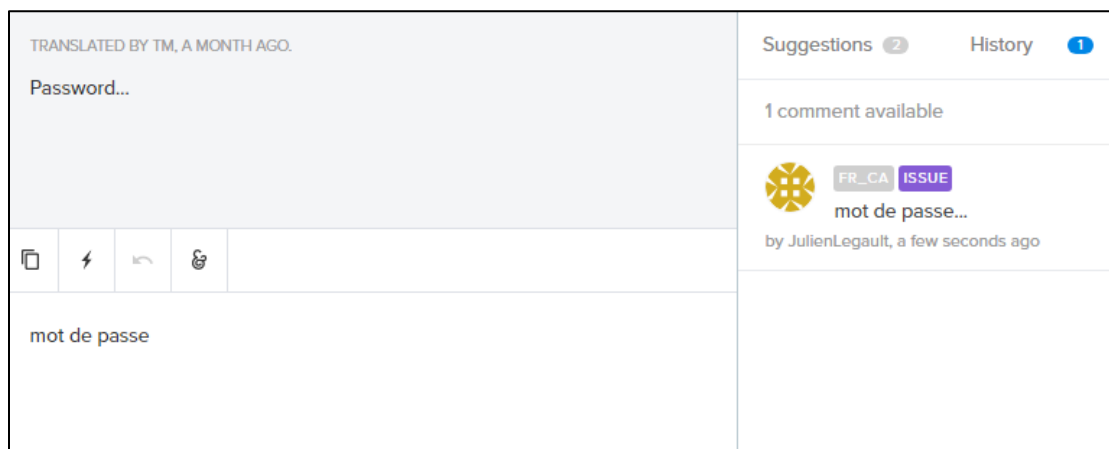 TRANSLATED BY TM, A MONTH AGO.
Password...
mot de passe
Suggestions 2 History 1
1 comment available
FR_CA ISSUE
mot de passe...
by JulienLegault, a few seconds ago